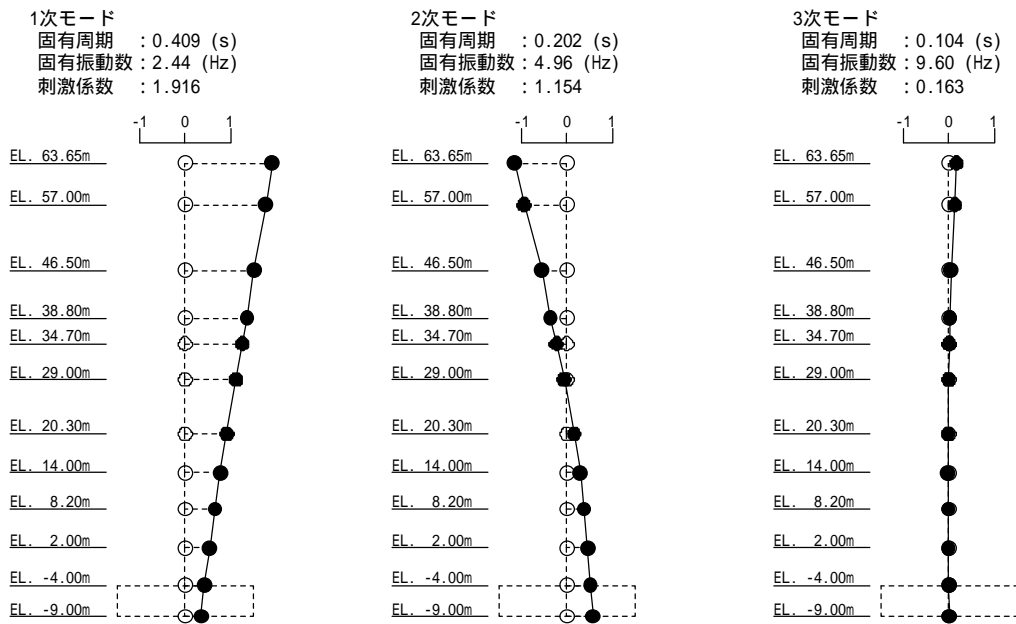 1次モード
固有周期 :0.409 (s)
固有振動数:2.44 (Hz)
刺激係数 :1.916
-1 0 1
EL. 63.65m
EL. 57.00m
EL. 46.50m
EL. 38.80m
EL. 34.70m
EL. 29.00m
EL. 20.30m
EL. 14.00m
EL. 8.20m
EL. 2.00m
EL. -4.00m
EL. -9.00m
2次モード
固有周期 :0.202 (s)
固有振動数:4.96 (Hz)
刺激係数 :1.154
-1 0 1
EL. 63.65m
EL. 57.00m
EL. 46.50m
EL. 38.80m
EL. 34.70m
EL. 29.00m
EL. 20.30m
EL. 14.00m
EL. 8.20m
EL. 2.00m
EL. -4.00m
EL. -9.00m
3次モード
固有周期 :0.104 (s)
固有振動数:9.60 (Hz)
刺激係数 :0.163
-1 0 1
EL. 63.65m
EL. 57.00m
EL. 46.50m
EL. 38.80m
EL. 34.70m
EL. 29.00m
EL. 20.30m
EL. 14.00m
EL. 8.20m
EL. 2.00m
EL. -4.00m
EL. -9.00m